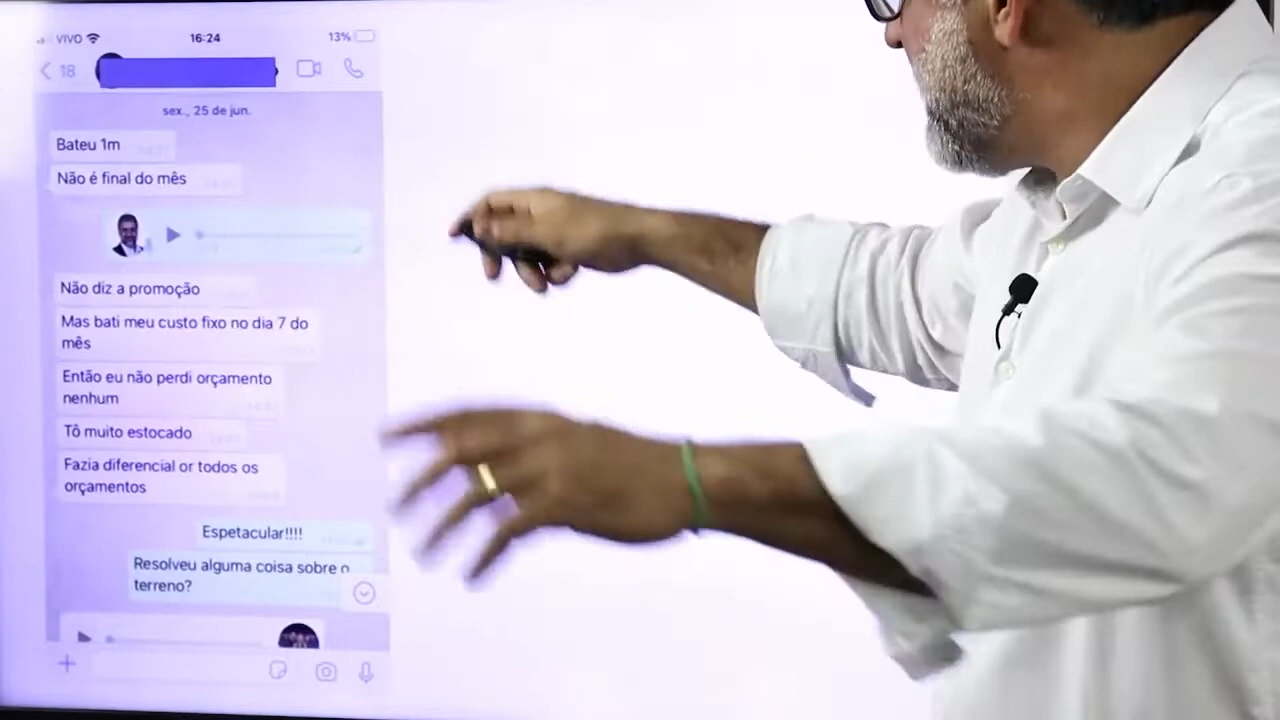 VIVO
16:24
13%
18
sex., 25 de jun.
Bateu 1m
Não é final do mês
Não diz a promoção
Mas bati meu custo fixo no dia 7 do
mês
Então eu não perdi orçamento
nenhum
Tô muito estocado
Fazia diferencial or todos os
orçamentos
Espetacular!!!!
Resolveu alguma coisa sobre o
terreno?